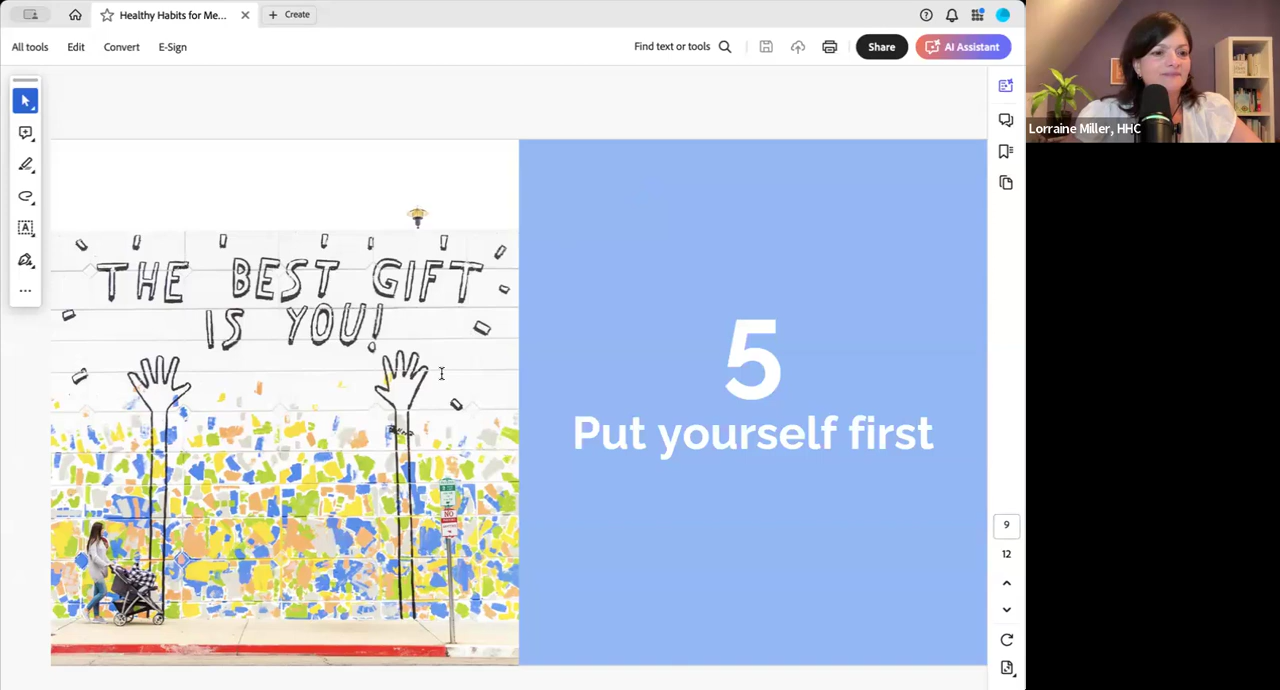 Healthy Habits for Me...
Create
All tools
Edit
Convert
E-Sign
Find text or tools
Share
AI Assistant
Lorraine Miller, HHC
THE BEST GIFT
IS YOU!
NO
5
Put yourself first
9
12